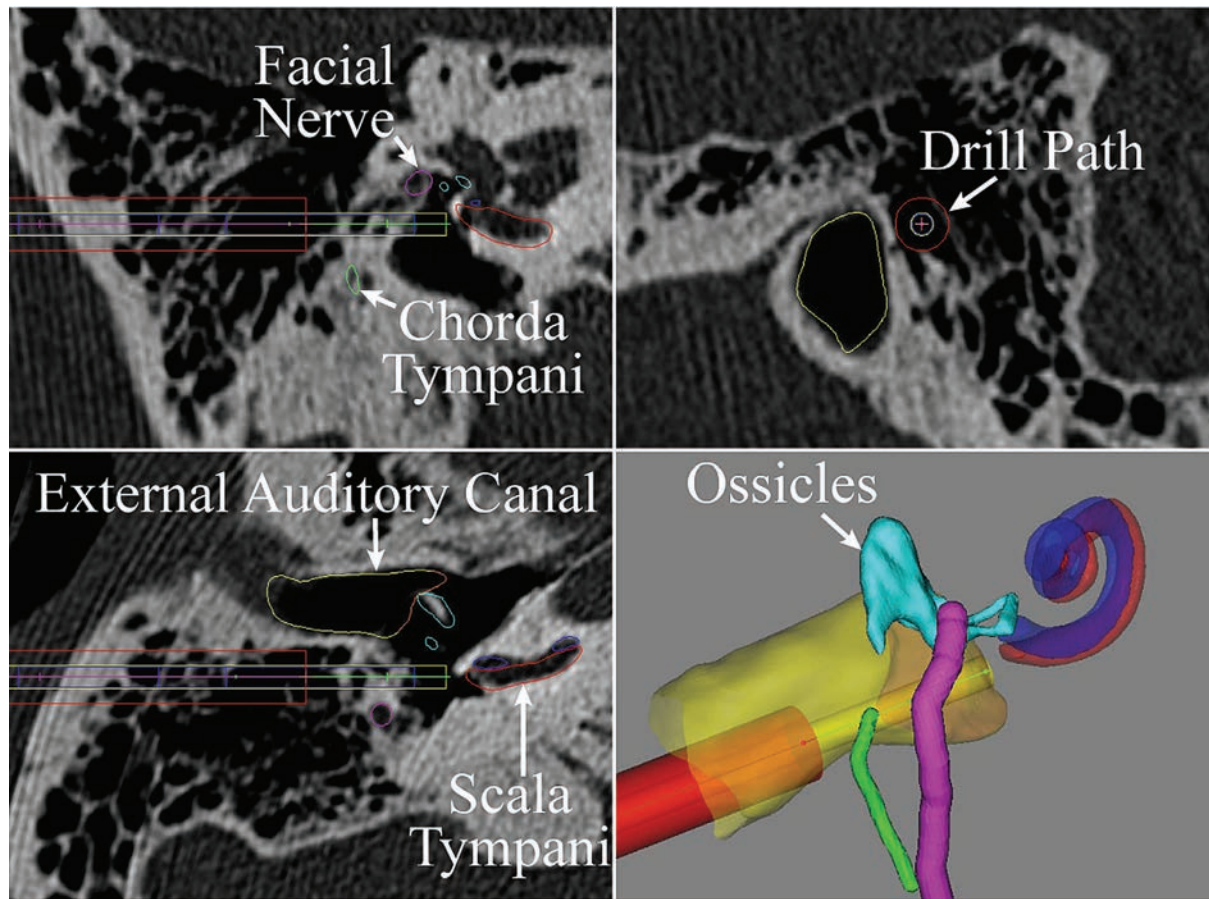 Facial
Nerve
Chorda
Tympani
Drill Path
External Auditory Canal
Scala
Tympani
Ossicles